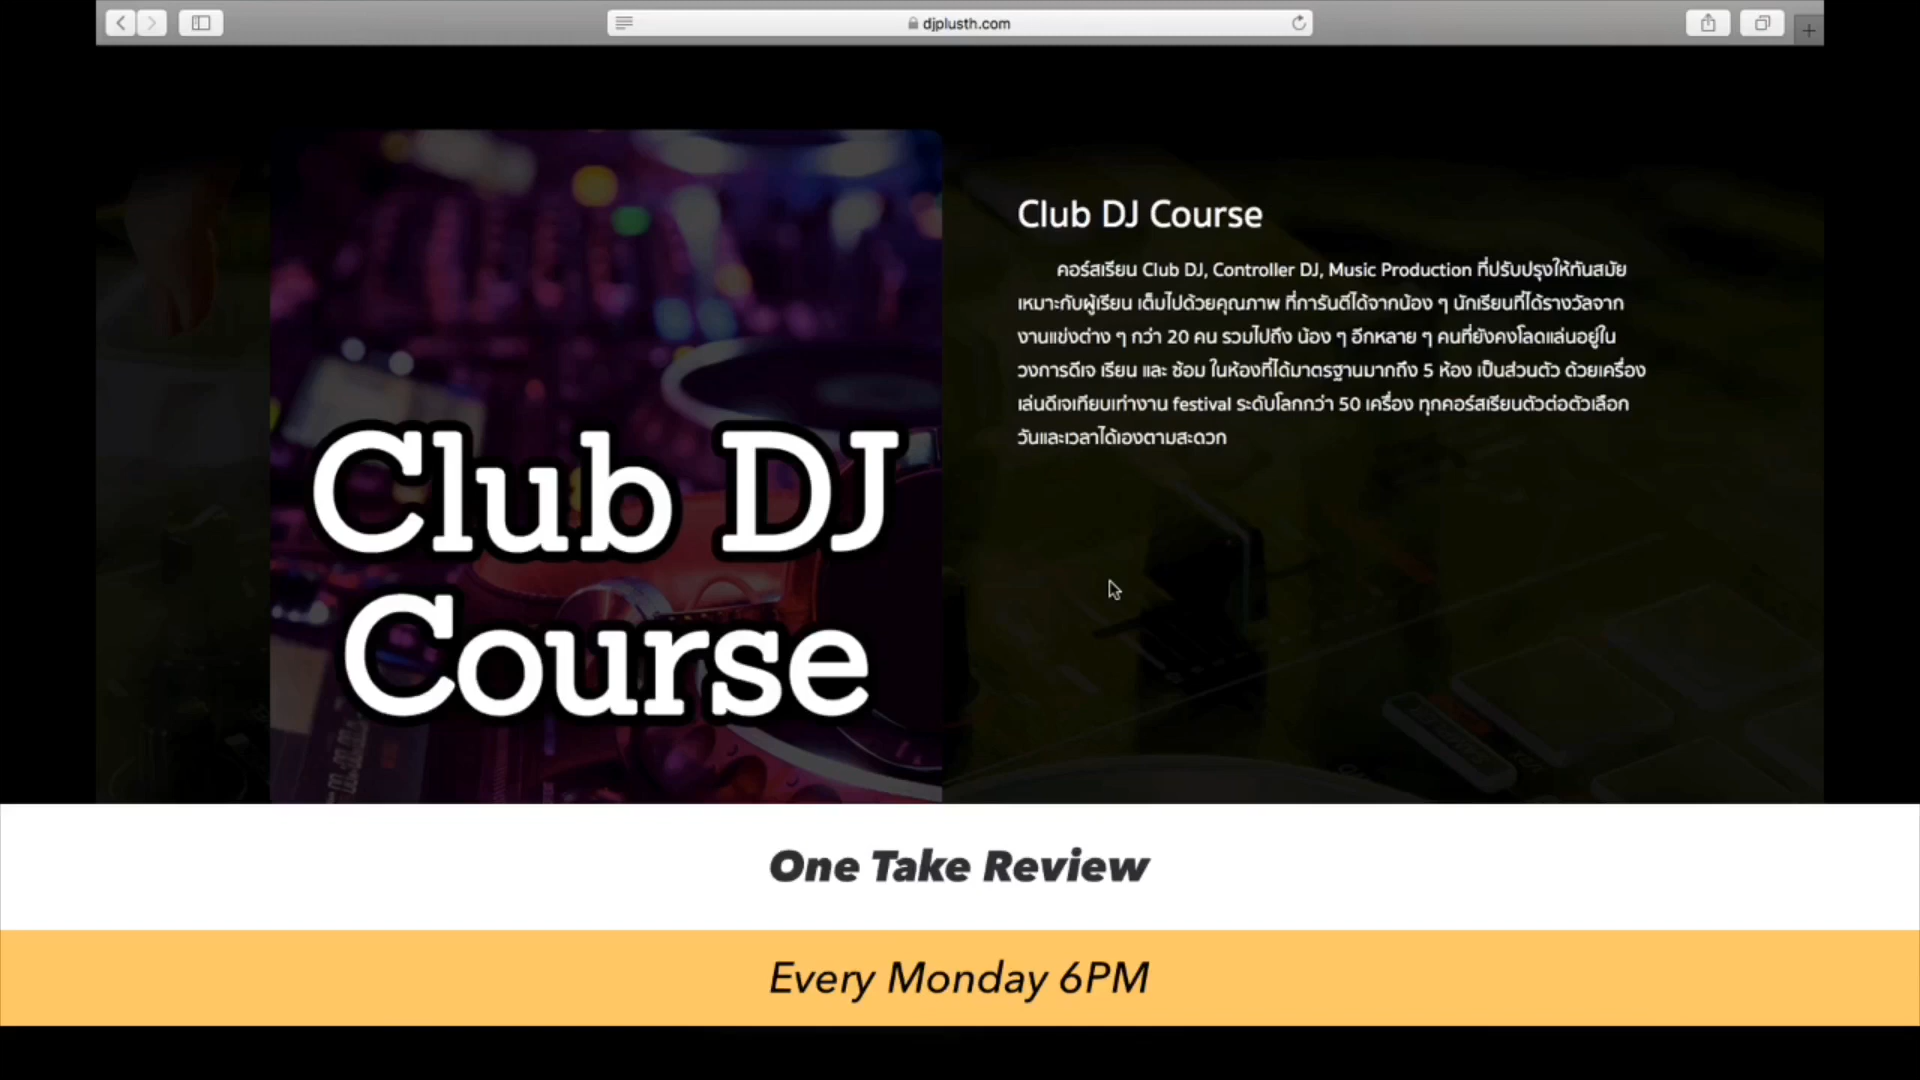 djplusth.com
Club DJ
Course
Club DJ Course
คอร์สเรียน Club DJ, Controller DJ, Music Production ที่ปรับปรุงให้ทันสมัย
เหมาะกับผู้เรียน เต็มไปด้วยคุณภาพ ที่การันตีได้จากน้อง ๆ นักเรียนที่ได้รางวัลจาก
งานแข่งต่าง ๆ กว่า 20 คน รวมไปถึง น้อง ๆ อีกหลาย ๆ คนที่ยังคงโลดแล่นอยู่ใน
วงการดีเจ เรียน และ ซ้อม ในห้องที่ได้มาตรฐานมากถึง 5 ห้อง เป็นส่วนตัว ด้วยเครื่อง
เล่นดีเจเทียบเท่างาน festival ระดับโลกกว่า 50 เครื่อง ทุกคอร์สเรียนตัวต่อตัวเลือก
วันและเวลาได้เองตามสะดวก
One Take Review
Every Monday 6PM